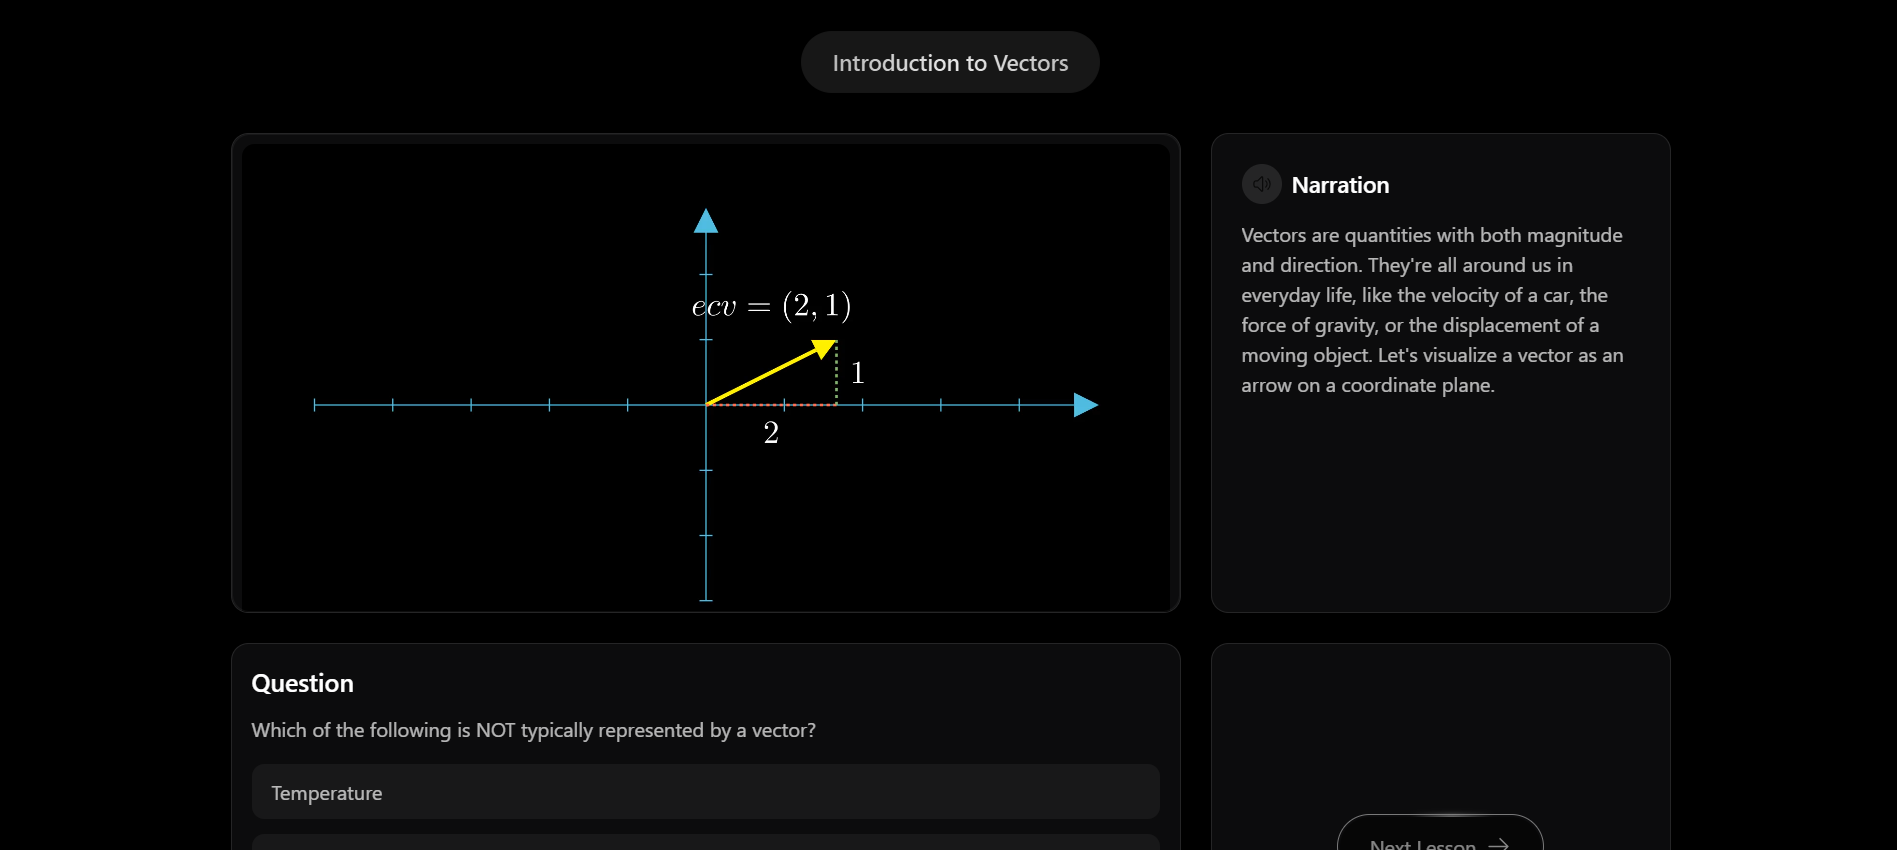 Introduction to Vectors
ecv = (2, 1)
1
2
Narration
Vectors are quantities with both magnitude
and direction. They're all around us in
everyday life, like the velocity of a car, the
force of gravity, or the displacement of a
moving object. Let's visualize a vector as an
arrow on a coordinate plane.
Question
Which of the following is NOT typically represented by a vector?
Temperature
Next Lesson